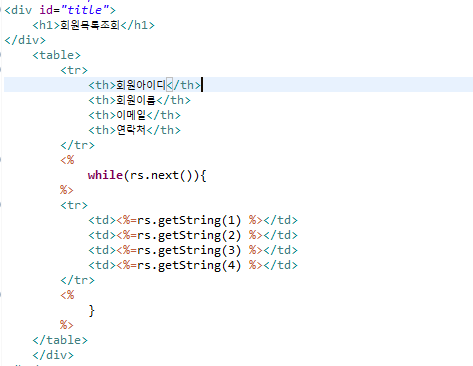 <div id="title">
    <h1>회원목록조회</h1>
</div>
    <table>
        <tr>
            <th>회원아이디</th>
            <th>회원이름</th>
            <th>이메일</th>
            <th>연락처</th>
        </tr>
        <%
            while(rs.next()){
        %>
        <tr>
            <td><%=rs.getString(1) %></td>
            <td><%=rs.getString(2) %></td>
            <td><%=rs.getString(3) %></td>
            <td><%=rs.getString(4) %></td>
        </tr>
        <%
            }
        %>
    </table>
    </div>